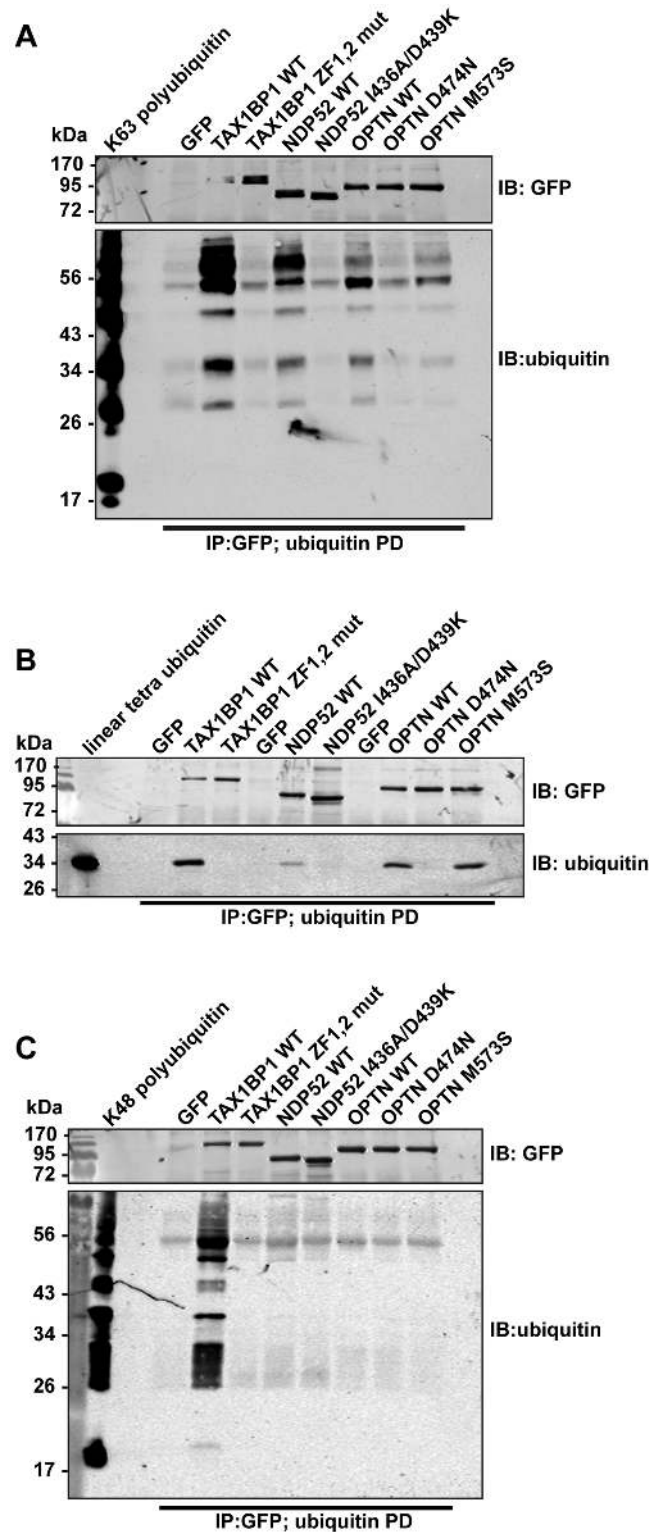 A
K63 polyubiquitin
GFP
TAX1BP1 WT
TAX1BP1 ZF1,2 mut
NDP52 WT
NDP52 I436A/D439K
OPTN WT
OPTN D474N
OPTN M573S
kDa
170 -
95 -
72 -
IB: GFP
56 -
43 -
34 -
26 -
17 -
IB:ubiquitin
IP:GFP; ubiquitin PD
B
linear tetra ubiquitin
GFP
TAX1BP1 WT
TAX1BP1 ZF1,2 mut
GFP
NDP52 WT
NDP52 I436A/D439K
GFP
OPTN WT
OPTN D474N
OPTN M573S
kDa
170 -
95 -
72 -
IB: GFP
43 -
34 -
26 -
IB: ubiquitin
IP:GFP; ubiquitin PD
C
K48 polyubiquitin
GFP
TAX1BP1 WT
TAX1BP1 ZF1,2 mut
NDP52 WT
NDP52 I436A/D439K
OPTN WT
OPTN D474N
OPTN M573S
kDa
170 -
95 -
72 -
IB: GFP
56 -
43 -
34 -
26 -
17 -
IB:ubiquitin
IP:GFP; ubiquitin PD